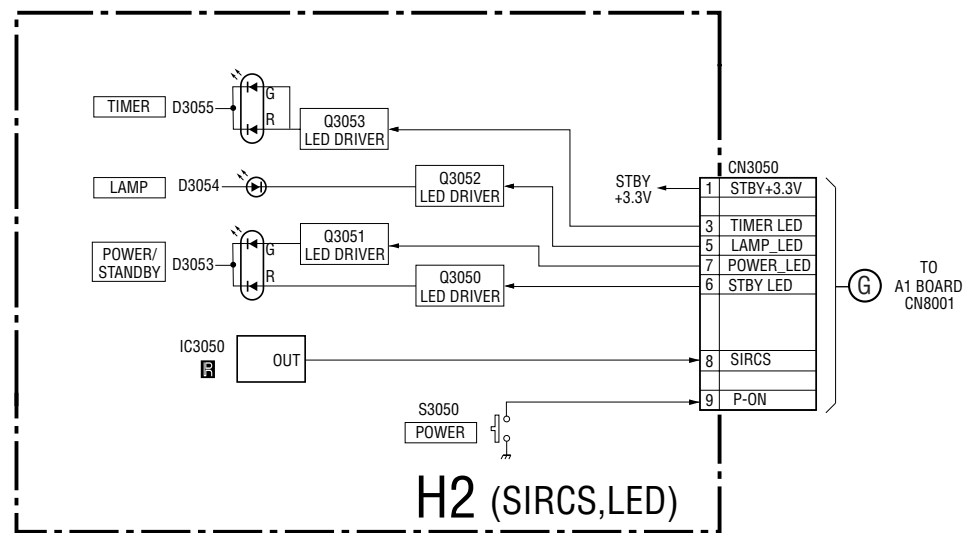 TIMER D3055
G
R
Q3053
LED DRIVER
LAMP D3054
Q3052
LED DRIVER
POWER/
STANDBY
D3053
G
R
Q3051
LED DRIVER
Q3050
LED DRIVER
STBY
+3.3V
CN3050
1 STBY+3.3V
3 TIMER LED
5 LAMP_LED
7 POWER_LED
6 STBY LED
8 SIRCS
9 P-ON
G
TO
A1 BOARD
CN8001
IC3050
R
OUT
S3050
POWER
H2 (SIRCS,LED)